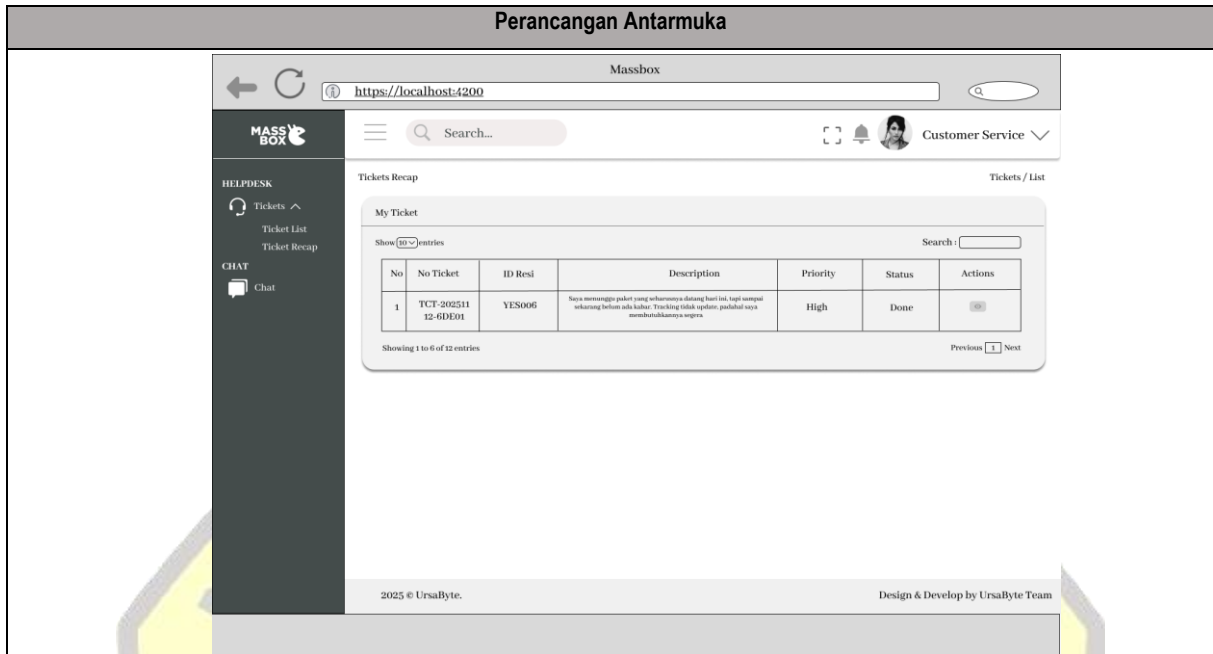 Perancangan Antarmuka
Massbox
https://localhost:4200
MASS
BOX
Search...
Customer Service
HELPDESK
Tickets
Ticket List
Ticket Recap
CHAT
Chat
Tickets Recap
Tickets / List
My Ticket
Show 10 entries
Search :
No No Ticket ID Resi Description Priority Status Actions
1 TCT-202511 YES006 Saya menunggu paket yang seharusnya datang hari ini, tapi sampai High Done
12-6DE01 sekarang belum ada kabar. Tracking tidak update, padahal saya
membutuhkannya segera
Showing 1 to 6 of 12 entries
Previous 1 Next
2025 © UrsaByte.
Design & Develop by UrsaByte Team